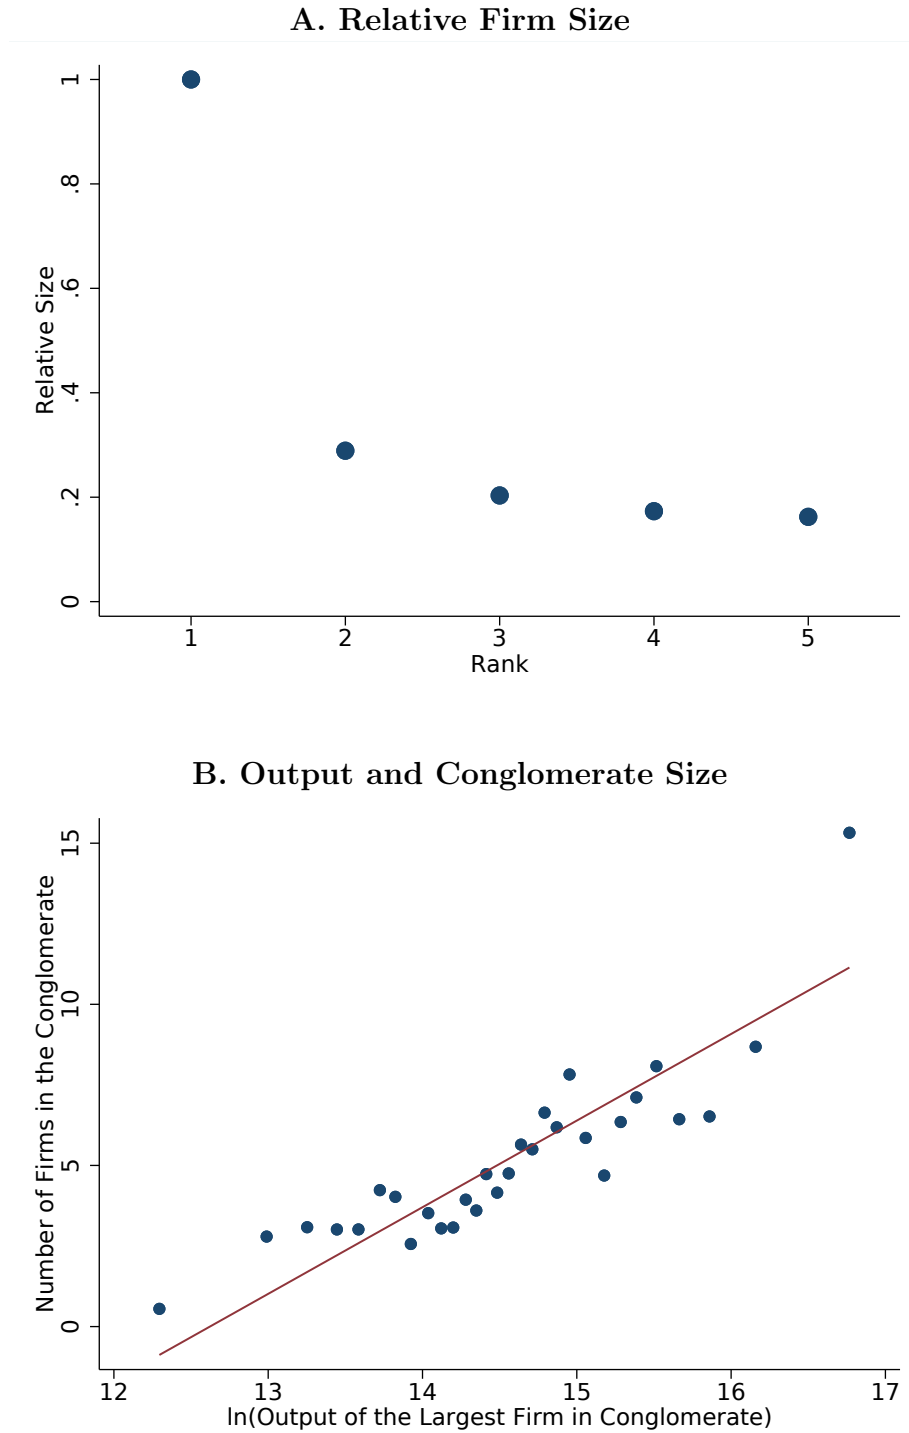 A. Relative Firm Size
Relative Size
1
.8
.6
.4
.2
0
1 2 3 4 5
Rank
B. Output and Conglomerate Size
Number of Firms in the Conglomerate
15
10
5
0
12 13 14 15 16 17
ln(Output of the Largest Firm in Conglomerate)